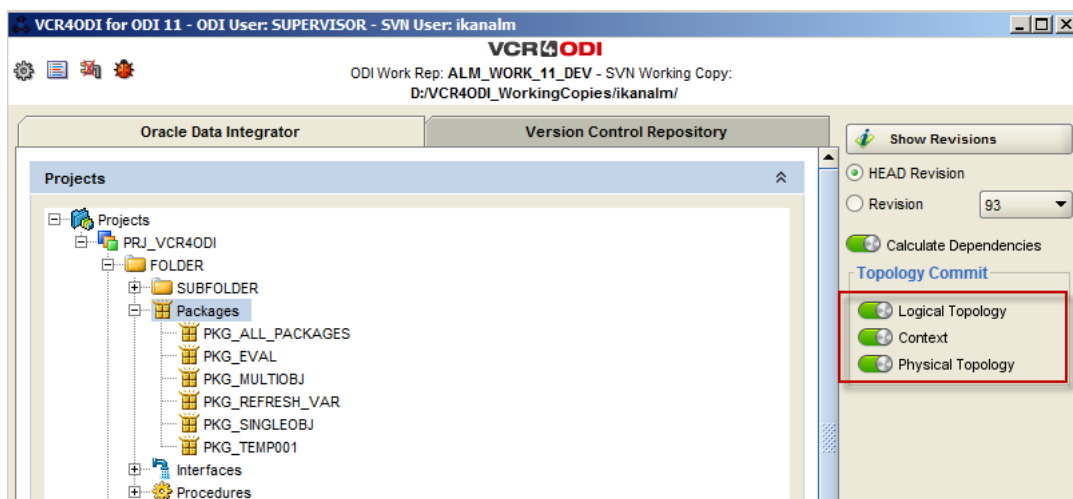 VCR4ODI for ODI 11 - ODI User: SUPERVISOR - SVN User: ikanalm
VCR4ODI
ODI Work Rep: ALM_WORK_11_DEV - SVN Working Copy:
D:/VCR4ODI_WorkingCopies/ikanalm/
Oracle Data Integrator
Version Control Repository
Projects
Projects
PRJ_VCR4ODI
FOLDER
SUBFOLDER
Packages
PKG_ALL_PACKAGES
PKG_EVAL
PKG_MULTIOBJ
PKG_REFRESH_VAR
PKG_SINGLEOBJ
PKG_TEMP001
Interfaces
Procedures
Show Revisions
HEAD Revision
Revision 93
Calculate Dependencies
Topology Commit
Logical Topology
Context
Physical Topology